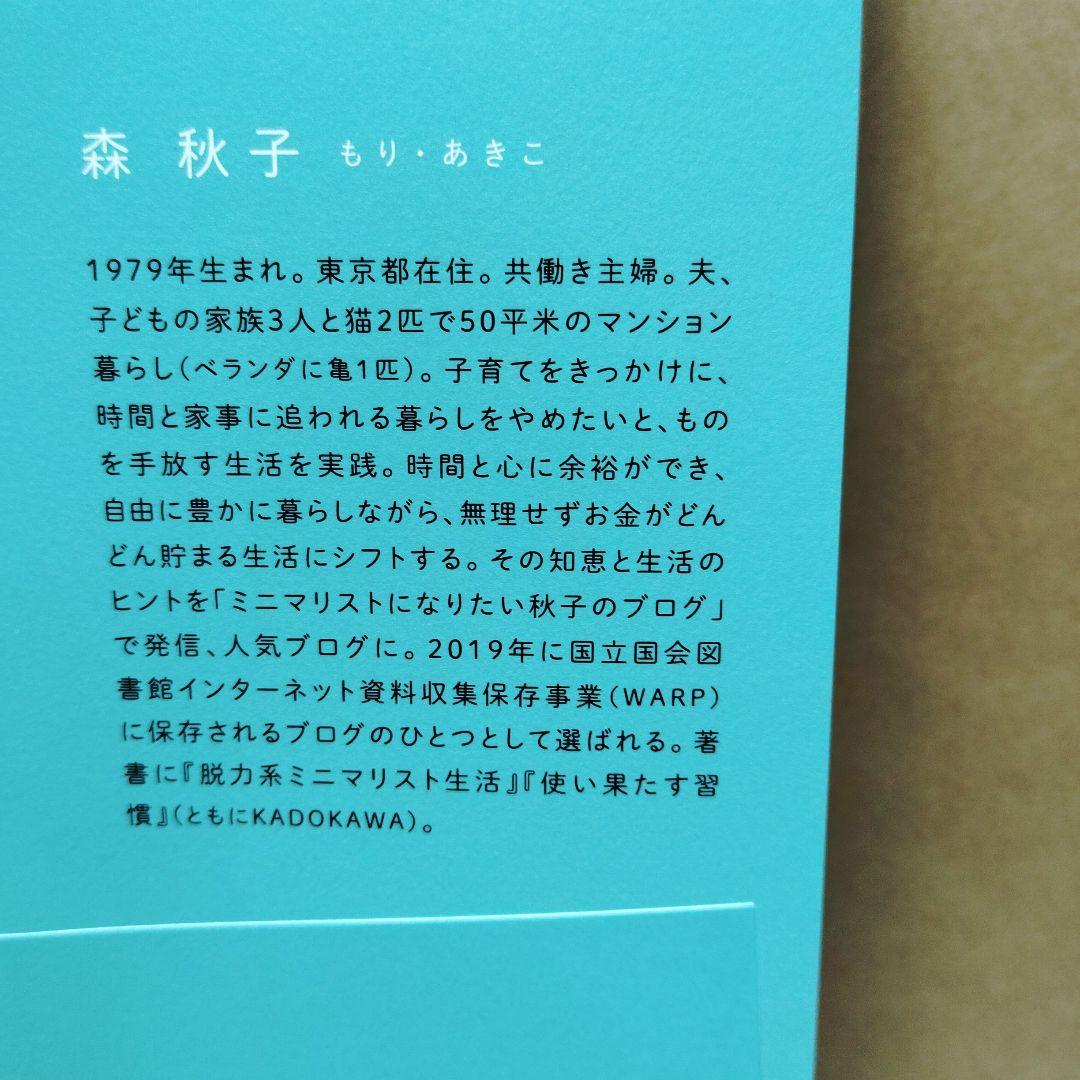 森 秋子 もり・あきこ
1979年生まれ。東京都在住。共働き主婦。夫、
子どもの家族3人と猫2匹で50平米のマンション
暮らし(ベランダに亀1匹)。子育てをきっかけに、
時間と家事に追われる暮らしをやめたいと、もの
を手放す生活を実践。時間と心に余裕ができ、
自由に豊かに暮らしながら、無理せずお金がどん
どん貯まる生活にシフトする。その知恵と生活の
ヒントを「ミニマリストになりたい秋子のブログ」
で発信、人気ブログに。2019年に国立国会図
書館インターネット資料収集保存事業(WARP)
に保存されるブログのひとつとして選ばれる。著
書に『脱力系ミニマリスト生活』『使い果たす習
慣』(ともにKADOKAWA)。